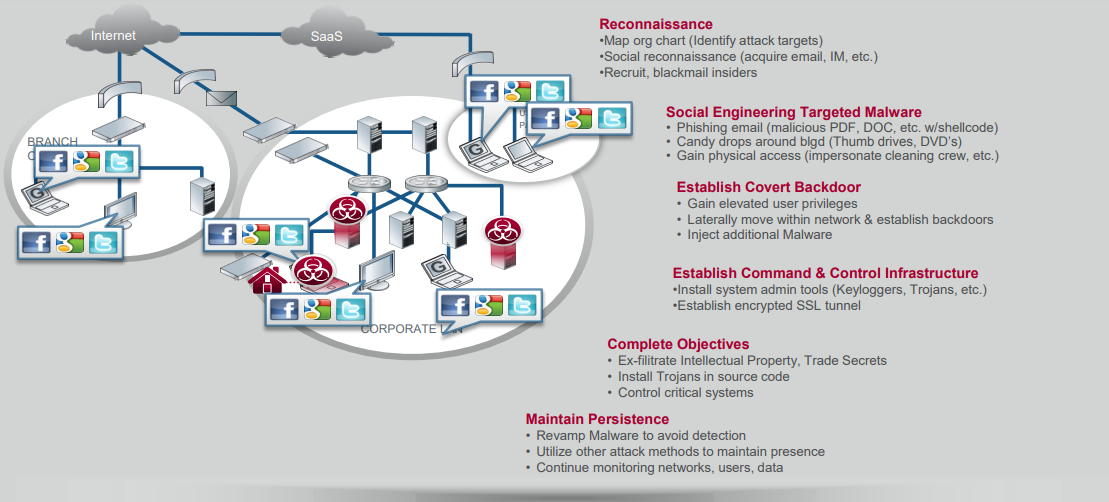 Internet
SaaS
BRANCH
CORPORATE LAN
Reconnaissance
•Map org chart (Identify attack targets)
•Social reconnaissance (acquire email, IM, etc.)
•Recruit, blackmail insiders
Social Engineering Targeted Malware
• Phishing email (malicious PDF, DOC, etc. w/shellcode)
• Candy drops around blgd (Thumb drives, DVD's)
• Gain physical access (impersonate cleaning crew, etc.)
Establish Covert Backdoor
• Gain elevated user privileges
• Laterally move within network & establish backdoors
• Inject additional Malware
Establish Command & Control Infrastructure
•Install system admin tools (Keyloggers, Trojans, etc.)
•Establish encrypted SSL tunnel
Complete Objectives
• Ex-filitrate Intellectual Property, Trade Secrets
• Install Trojans in source code
• Control critical systems
Maintain Persistence
• Revamp Malware to avoid detection
• Utilize other attack methods to maintain presence
• Continue monitoring networks, users, data